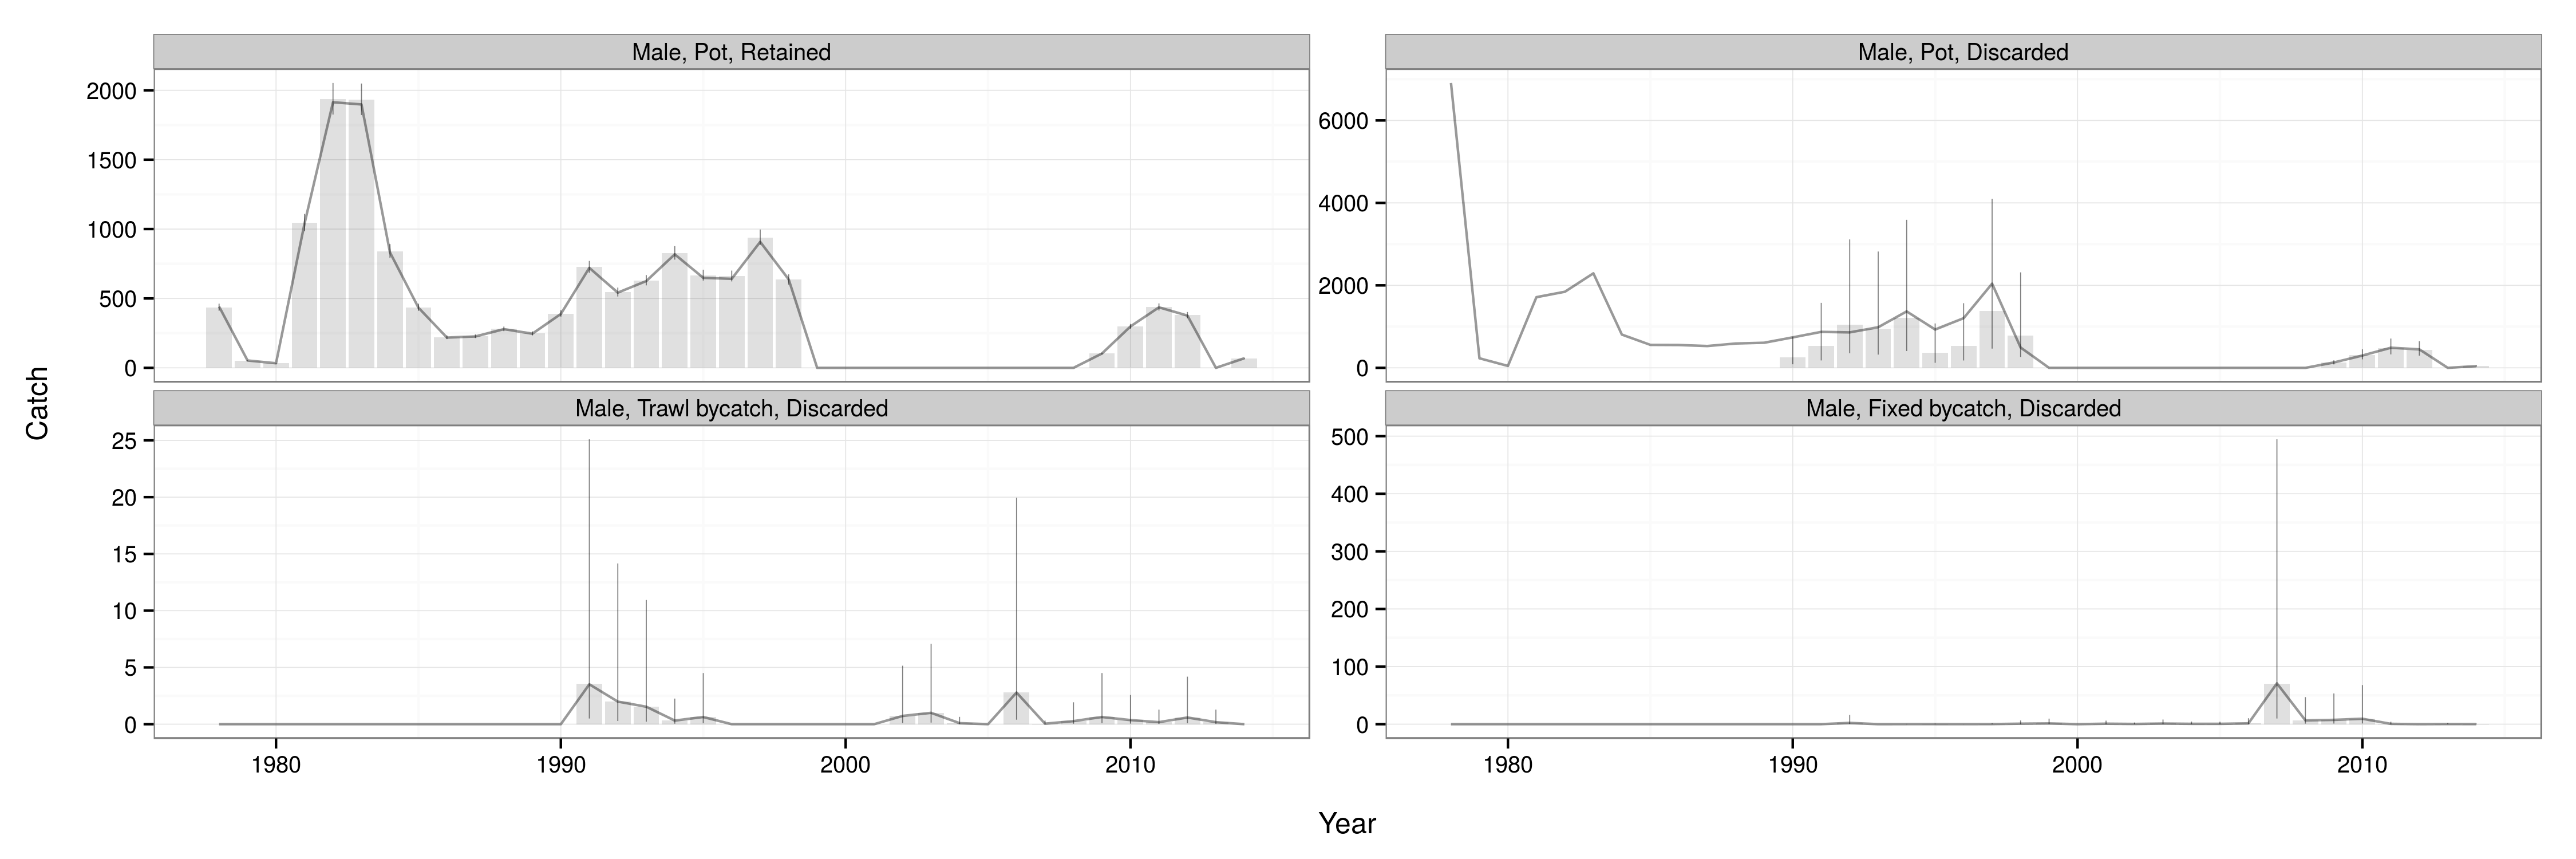 Male, Pot, Retained
Male, Pot, Discarded
2000
1500
1000
500
0
6000
4000
2000
0
Catch
Male, Trawl bycatch, Discarded
Male, Fixed bycatch, Discarded
25
20
15
10
5
0
500
400
300
200
100
0
1980 1990 2000 2010
1980 1990 2000 2010
Year